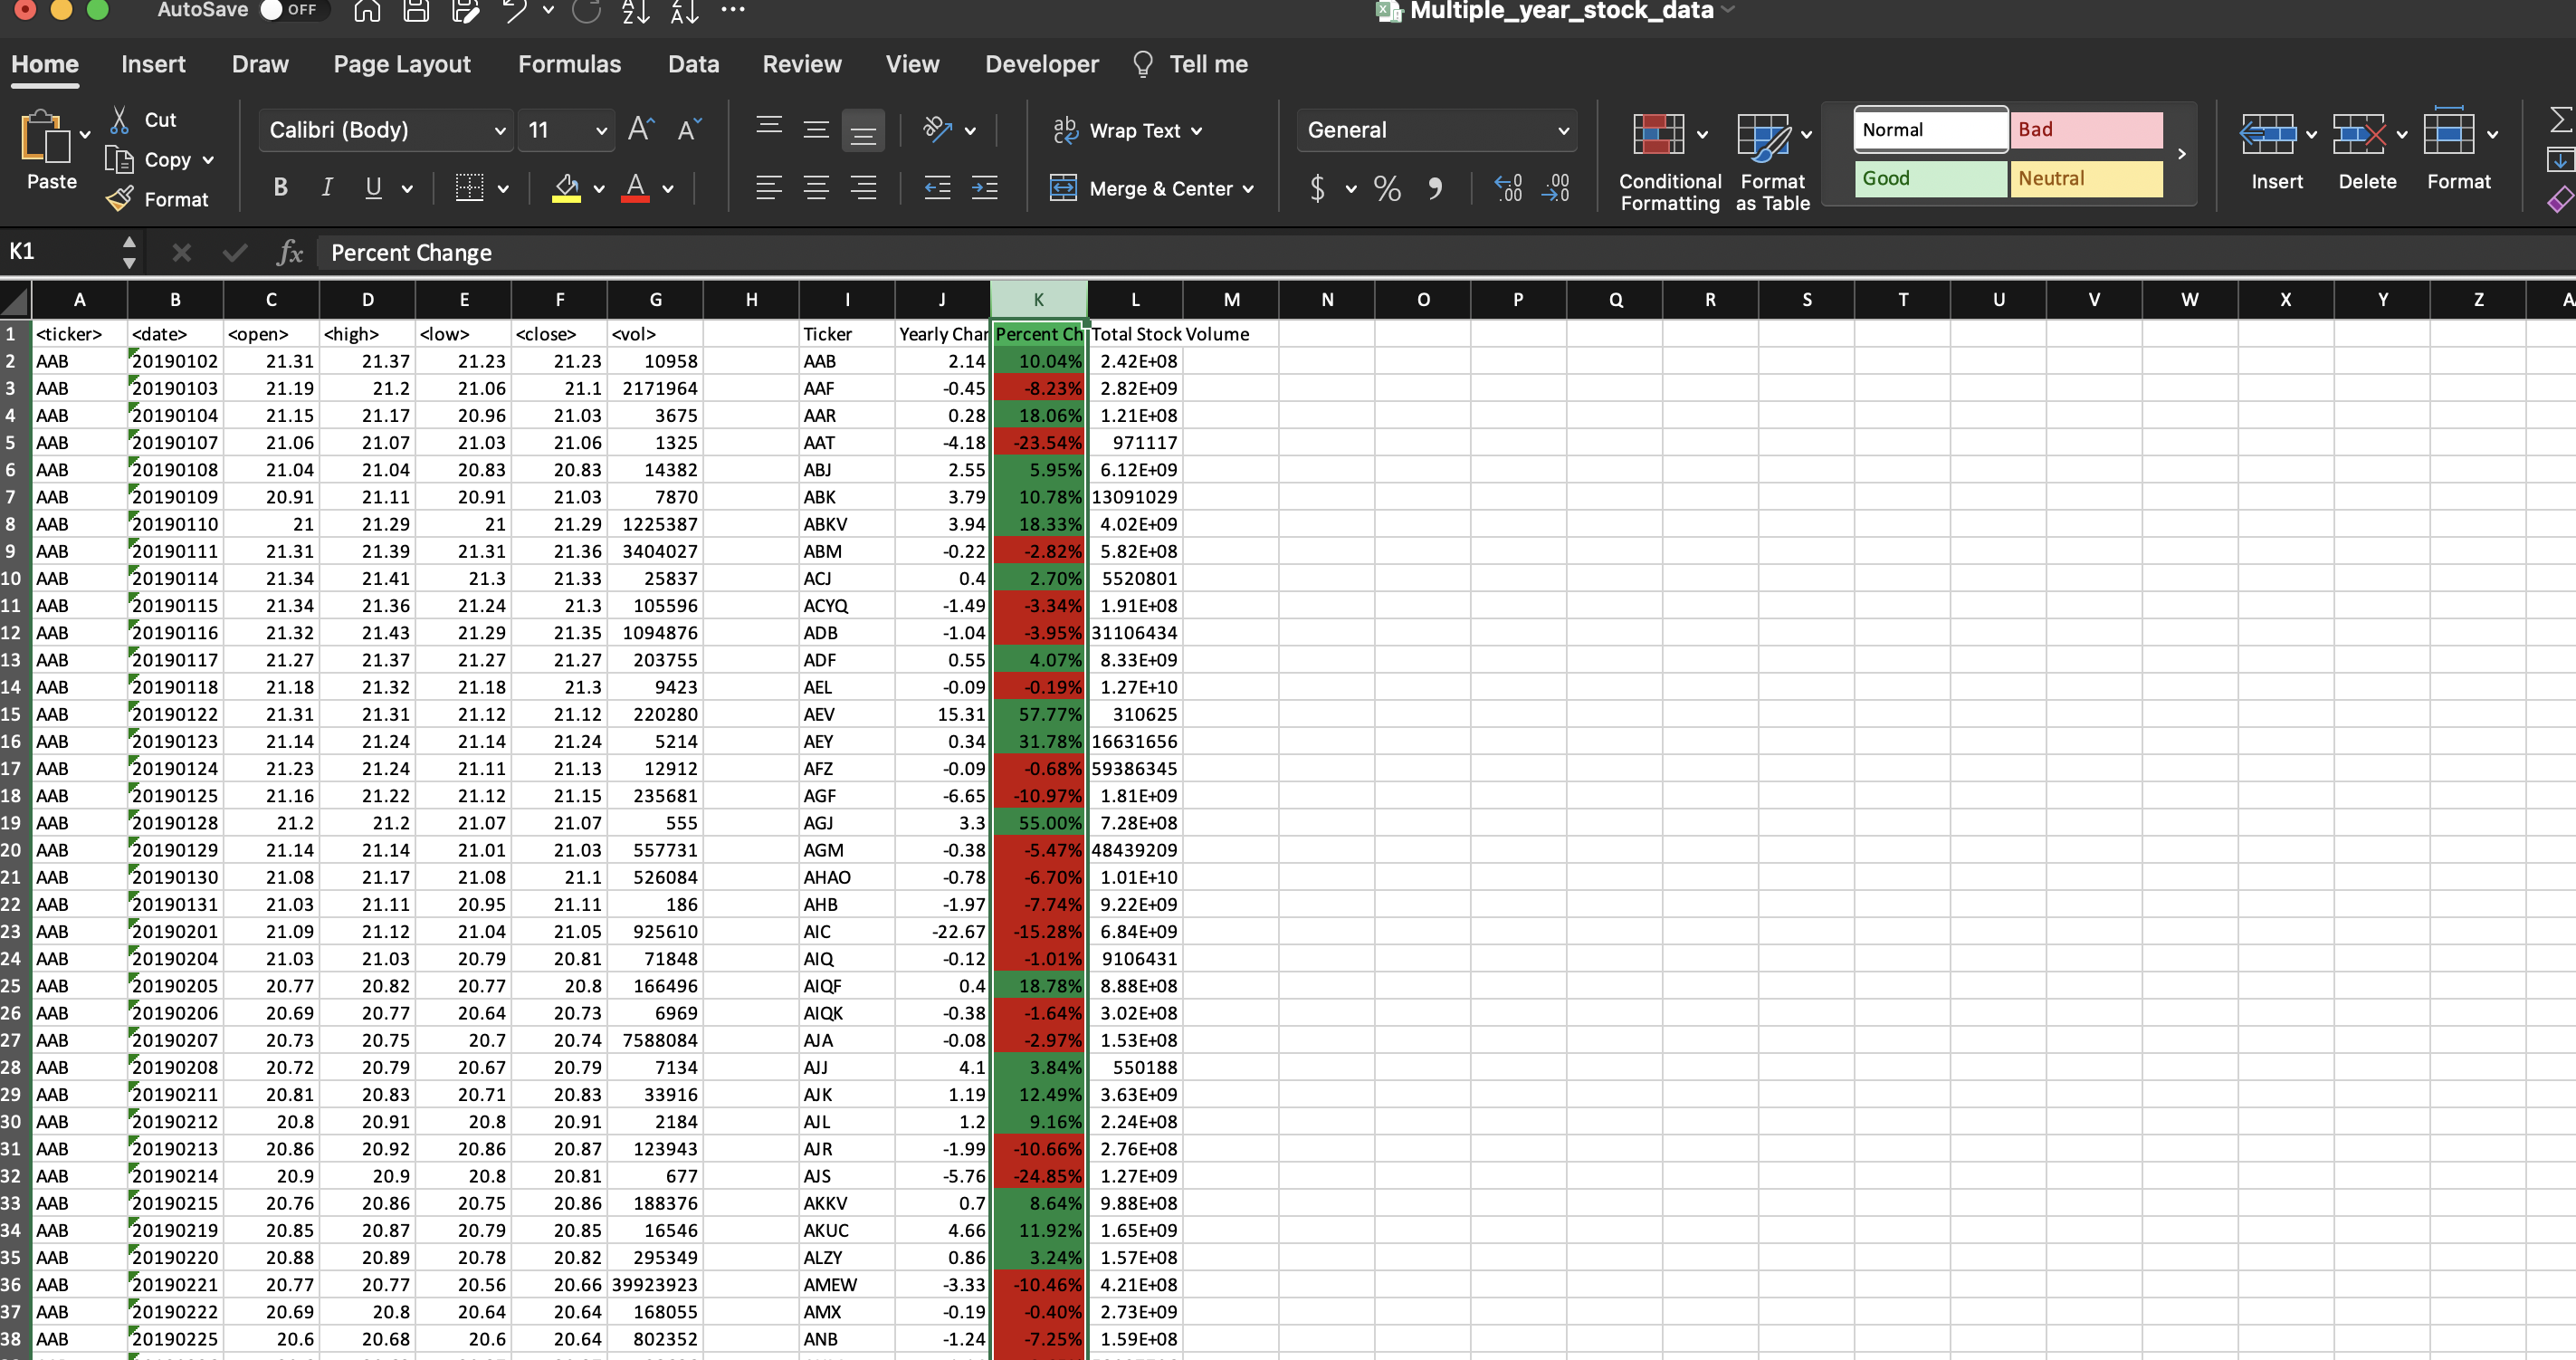 AutoSave OFF Multiple_year_stock_data
Home Insert Draw Page Layout Formulas Data Review View Developer Tell me
Cut
Copy
Format
Paste
Calibri (Body) 11 A A
B I U A
Wrap Text
Merge & Center
General
$ % 9
Conditional Formatting
Format as Table
Normal Bad
Good Neutral
Insert Delete Format
K1 fx Percent Change
A B C D E F G H I J K L M N O P Q R S T U V W X Y Z
1 <ticker> <date> <open> <high> <low> <close> <vol> Ticker Yearly Char Percent Ch Total Stock Volume
2 AAB 20190102 21.31 21.37 21.23 21.23 10958 AAB 2.14 10.04% 2.42E+08
3 AAB 20190103 21.19 21.2 21.06 21.1 2171964 AAF -0.45 -8.23% 2.82E+09
4 AAB 20190104 21.15 21.17 20.96 21.03 3675 AAR 0.28 18.06% 1.21E+08
5 AAB 20190107 21.06 21.07 21.03 21.06 1325 AAT -4.18 -23.54% 971117
6 AAB 20190108 21.04 21.04 20.83 20.83 14382 ABJ 2.55 5.95% 6.12E+09
7 AAB 20190109 20.91 21.11 20.91 21.03 7870 ABK 3.79 10.78% 13091029
8 AAB 20190110 21 21.29 21 21.29 1225387 ABKV 3.94 18.33% 4.02E+09
9 AAB 20190111 21.31 21.39 21.31 21.36 3404027 ABM -0.22 -2.82% 5.82E+08
10 AAB 20190114 21.34 21.41 21.3 21.33 25837 ACJ 0.4 2.70% 5520801
11 AAB 20190115 21.34 21.36 21.24 21.3 105596 ACYQ -1.49 -3.34% 1.91E+08
12 AAB 20190116 21.32 21.43 21.29 21.35 1094876 ADB -1.04 -3.95% 31106434
13 AAB 20190117 21.27 21.37 21.27 21.27 203755 ADF 0.55 4.07% 8.33E+09
14 AAB 20190118 21.18 21.32 21.18 21.3 9423 AEL -0.09 -0.19% 1.27E+10
15 AAB 20190122 21.31 21.31 21.12 21.12 220280 AEV 15.31 57.77% 310625
16 AAB 20190123 21.14 21.24 21.14 21.24 5214 AEY 0.34 31.78% 16631656
17 AAB 20190124 21.23 21.24 21.11 21.13 12912 AFZ -0.09 -0.68% 59386345
18 AAB 20190125 21.16 21.22 21.12 21.15 235681 AGF -6.65 -10.97% 1.81E+09
19 AAB 20190128 21.2 21.2 21.07 21.07 555 AGJ 3.3 55.00% 7.28E+08
20 AAB 20190129 21.14 21.14 21.01 21.03 557731 AGM -0.38 -5.47% 48439209
21 AAB 20190130 21.08 21.17 21.08 21.1 526084 AHAO -0.78 -6.70% 1.01E+10
22 AAB 20190131 21.03 21.11 20.95 21.11 186 AHB -1.97 -7.74% 9.22E+09
23 AAB 20190201 21.09 21.12 21.04 21.05 925610 AIC -22.67 -15.28% 6.84E+09
24 AAB 20190204 21.03 21.03 20.79 20.81 71848 AIQ -0.12 -1.01% 9106431
25 AAB 20190205 20.77 20.82 20.77 20.8 166496 AIQF 0.4 18.78% 8.88E+08
26 AAB 20190206 20.69 20.77 20.64 20.73 6969 AIQK -0.38 -1.64% 3.02E+08
27 AAB 20190207 20.73 20.75 20.7 20.74 7588084 AJA -0.08 -2.97% 1.53E+08
28 AAB 20190208 20.72 20.79 20.67 20.79 7134 AJJ 4.1 3.84% 550188
29 AAB 20190211 20.81 20.83 20.71 20.83 33916 AJK 1.19 12.49% 3.63E+09
30 AAB 20190212 20.8 20.91 20.8 20.91 2184 AJL 1.2 9.16% 2.24E+08
31 AAB 20190213 20.86 20.92 20.86 20.87 123943 AJR -1.99 -10.66% 2.76E+08
32 AAB 20190214 20.9 20.9 20.8 20.81 677 AJS -5.76 -24.85% 1.27E+09
33 AAB 20190215 20.76 20.86 20.75 20.86 188376 AKKV 0.7 8.64% 9.88E+08
34 AAB 20190219 20.85 20.87 20.79 20.85 16546 AKUC 4.66 11.92% 1.65E+09
35 AAB 20190220 20.88 20.89 20.78 20.82 295349 ALZY 0.86 3.24% 1.57E+08
36 AAB 20190221 20.77 20.77 20.56 20.66 39923923 AMEW -3.33 -10.46% 4.21E+08
37 AAB 20190222 20.69 20.8 20.64 20.64 168055 AMX -0.19 -0.40% 2.73E+09
38 AAB 20190225 20.6 20.68 20.6 20.64 802352 ANB -1.24 -7.25% 1.59E+08